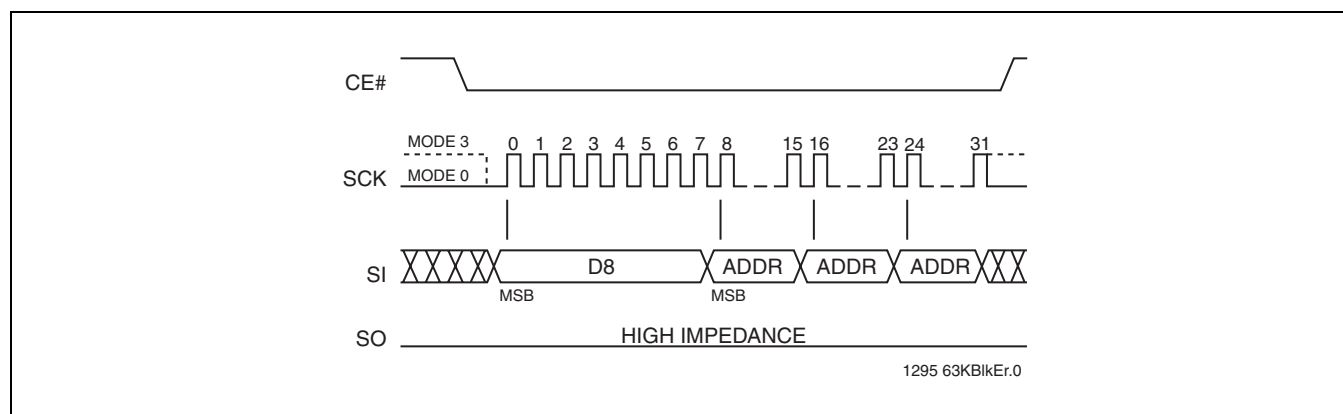 CE#
MODE 3
0 1 2 3 4 5 6 7 8 15 16 23 24 31
SCK
MODE 0
SI
D8 ADDR ADDR ADDR
MSB MSB
SO
HIGH IMPEDANCE
1295 63KBlkEr.0